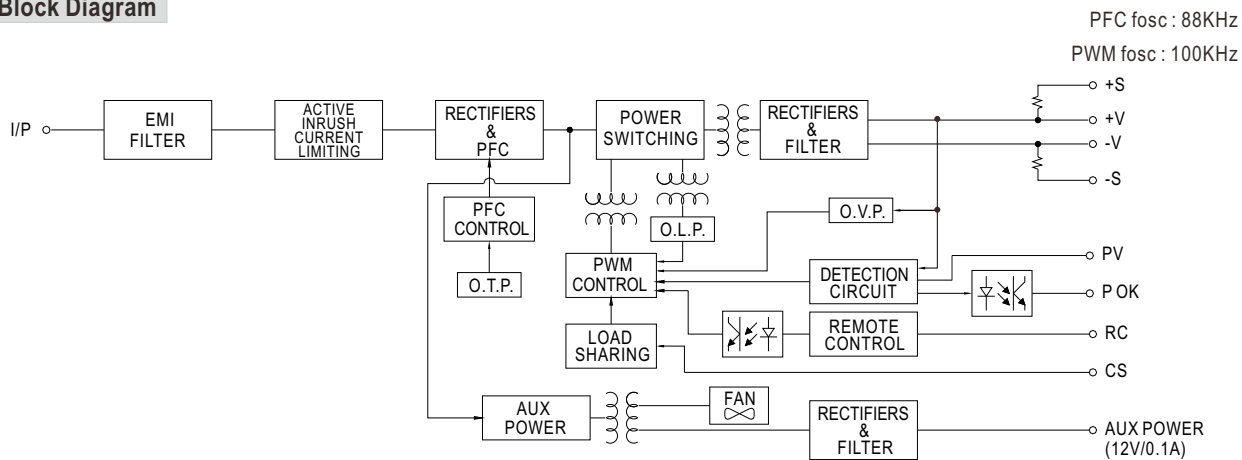 Block Diagram
PFC fosc : 88KHz
PWM fosc : 100KHz
I/P
EMI
FILTER
ACTIVE
INRUSH
CURRENT
LIMITING
RECTIFIERS
&
PFC
POWER
SWITCHING
RECTIFIERS
&
FILTER
+S
+V
-V
-S
PFC
CONTROL
O.L.P.
O.V.P.
O.T.P.
PWM
CONTROL
DETECTION
CIRCUIT
PV
P OK
LOAD
SHARING
REMOTE
CONTROL
RC
CS
AUX
POWER
FAN
RECTIFIERS
&
FILTER
AUX POWER
(12V/0.1A)